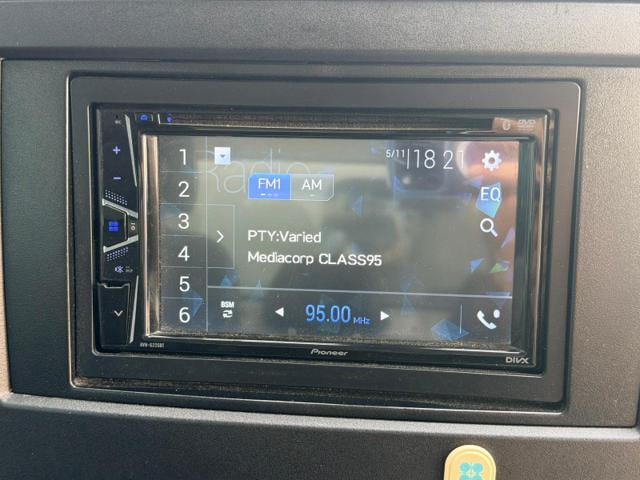 DVD
1
2
3
4
5
6
Radio
5/11 18 21
FM1 AM
EQ
PTY:Varied
Mediacorp CLASS95
BSM
95.00 MHz
Pioneer
DIVX